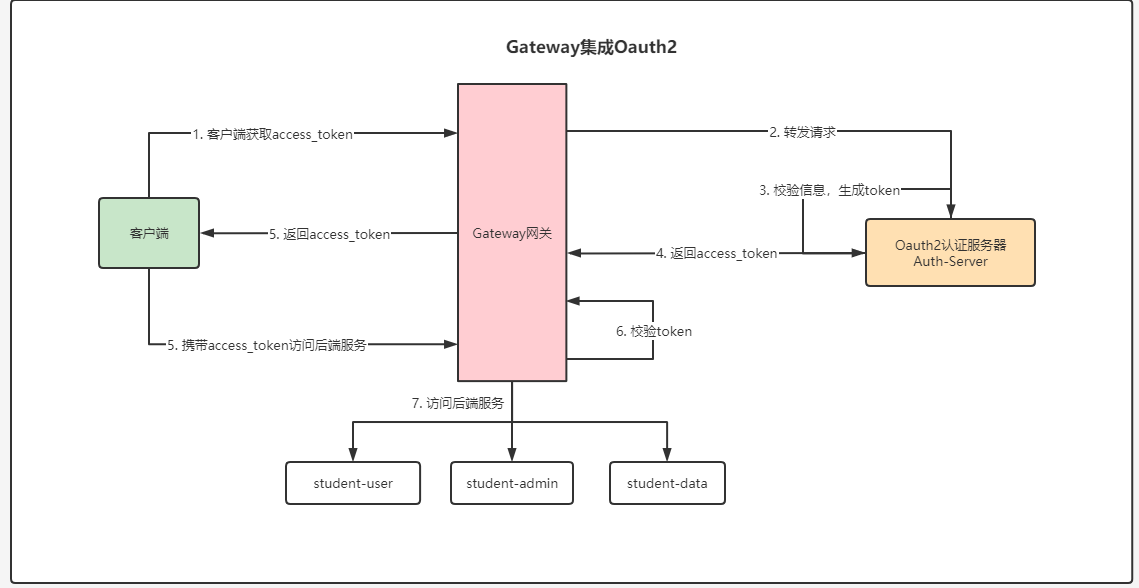 Gateway集成Oauth2
1. 客户端获取access_token
2. 转发请求
3. 校验信息，生成token
客户端
5. 返回access_token
Gateway网关
4. 返回access_token
Oauth2认证服务器
Auth-Server
6. 校验token
5. 携带access_token访问后端服务
7. 访问后端服务
student-user
student-admin
student-data